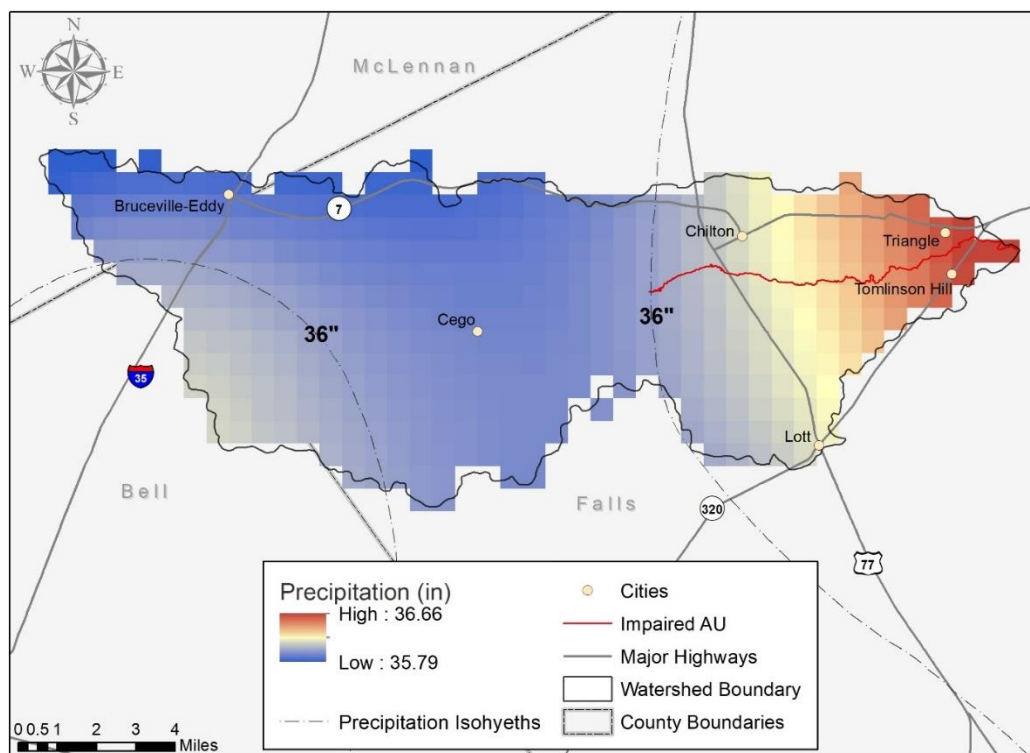 N
W E
S
McLennan
Bruceville-Eddy
7
Chilton
Triangle
Tomlinson Hill
36"
36"
Cego
35
Lott
Bell
Falls
320
77
Precipitation (in)
High : 36.66
Low : 35.79
Precipitation Isohyeths
Cities
Impaired AU
Major Highways
Watershed Boundary
County Boundaries
0 0.5 1 2 3 4
Miles